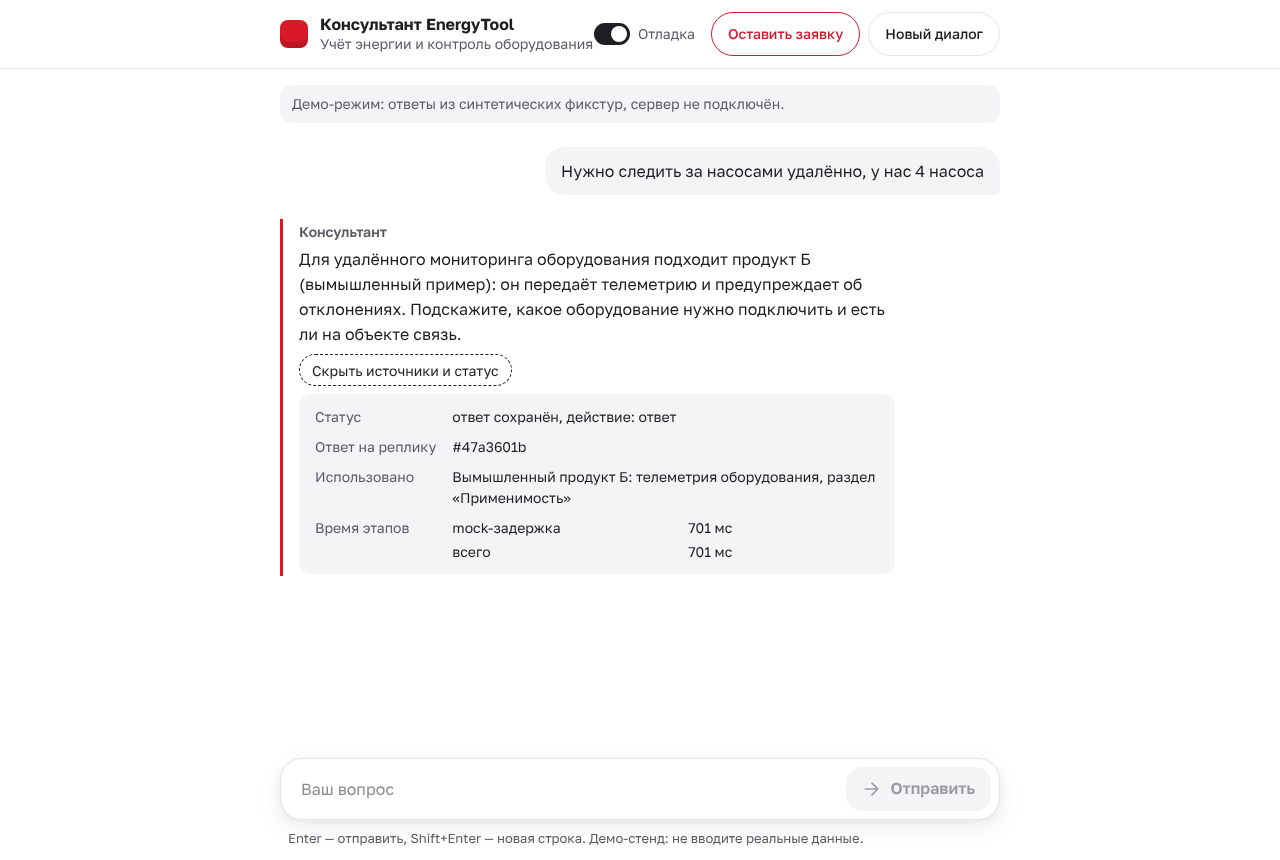 Консультант EnergyTool
Учёт энергии и контроль оборудования
Отладка
Оставить заявку
Новый диалог
Демо-режим: ответы из синтетических фикстур, сервер не подключён.
Нужно следить за насосами удалённо, у нас 4 насоса
Консультант
Для удалённого мониторинга оборудования подходит продукт Б
(вымышленный пример): он передаёт телеметрию и предупреждает об
отклонениях. Подскажите, какое оборудование нужно подключить и есть
ли на объекте связь.
Скрыть источники и статус
Статус ответ сохранён, действие: ответ
Ответ на реплику #47a3601b
Использовано Вымышленный продукт Б: телеметрия оборудования, раздел
«Применимость»
Время этапов mock-задержка 701 мс
всего 701 мс
Ваш вопрос
Отправить
Enter — отправить, Shift+Enter — новая строка. Демо-стенд: не вводите реальные данные.